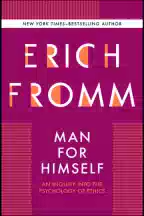 NEW YORK TIMES–BESTSELLING AUTHOR
ERICH
FROMM
MAN
FOR
HIMSELF
AN INQUIRY INTO THE
PSYCHOLOGY OF ETHICS